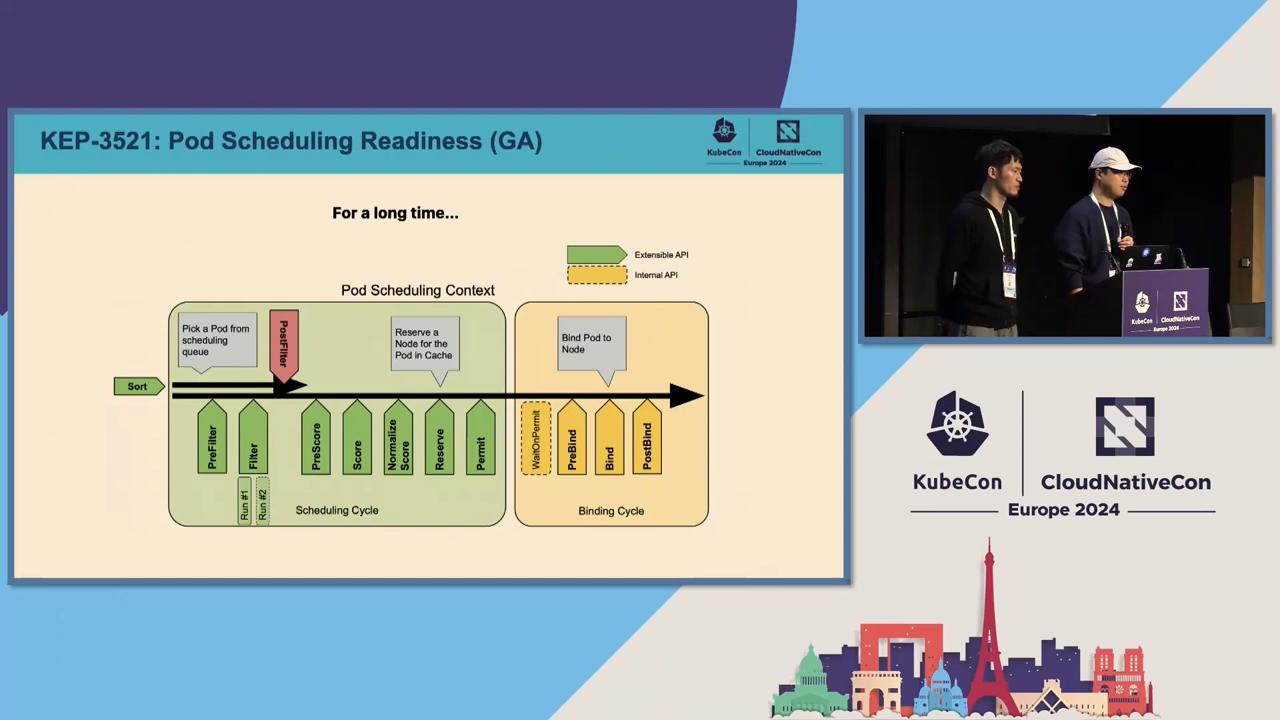 KEP-3521: Pod Scheduling Readiness (GA)
KubeCon
CloudNativeCon
Europe 2024
For a long time...
Extensible API
Internal API
Pod Scheduling Context
Pick a Pod from
scheduling
queue
PostFilter
Reserve a
Node for the
Pod in Cache
Bind Pod to
Node
Sort
PreFilter
Filter
PreScore
Score
Normalize
Score
Reserve
Permit
WaitOnPermit
PreBind
Bind
PostBind
Run #1
Run #2
Scheduling Cycle
Binding Cycle
KubeCon
CloudNativeCon
KubeCon
CloudNativeCon
Europe 2024